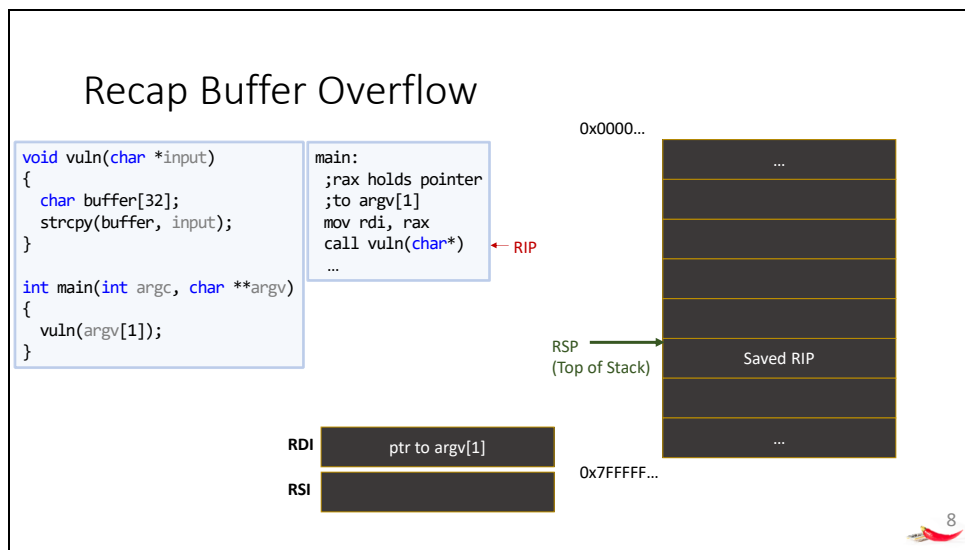 Recap Buffer Overflow
void vuln(char *input)
{
  char buffer[32];
  strcpy(buffer, input);
}

int main(int argc, char **argv)
{
  vuln(argv[1]);
}
main:
 ;rax holds pointer
 ;to argv[1]
 mov rdi, rax
 call vuln(char*)
 …
RIP
0x0000…
…
RSP
(Top of Stack)
Saved RIP
…
0x7FFFFF…
RDI
ptr to argv[1]
RSI
8